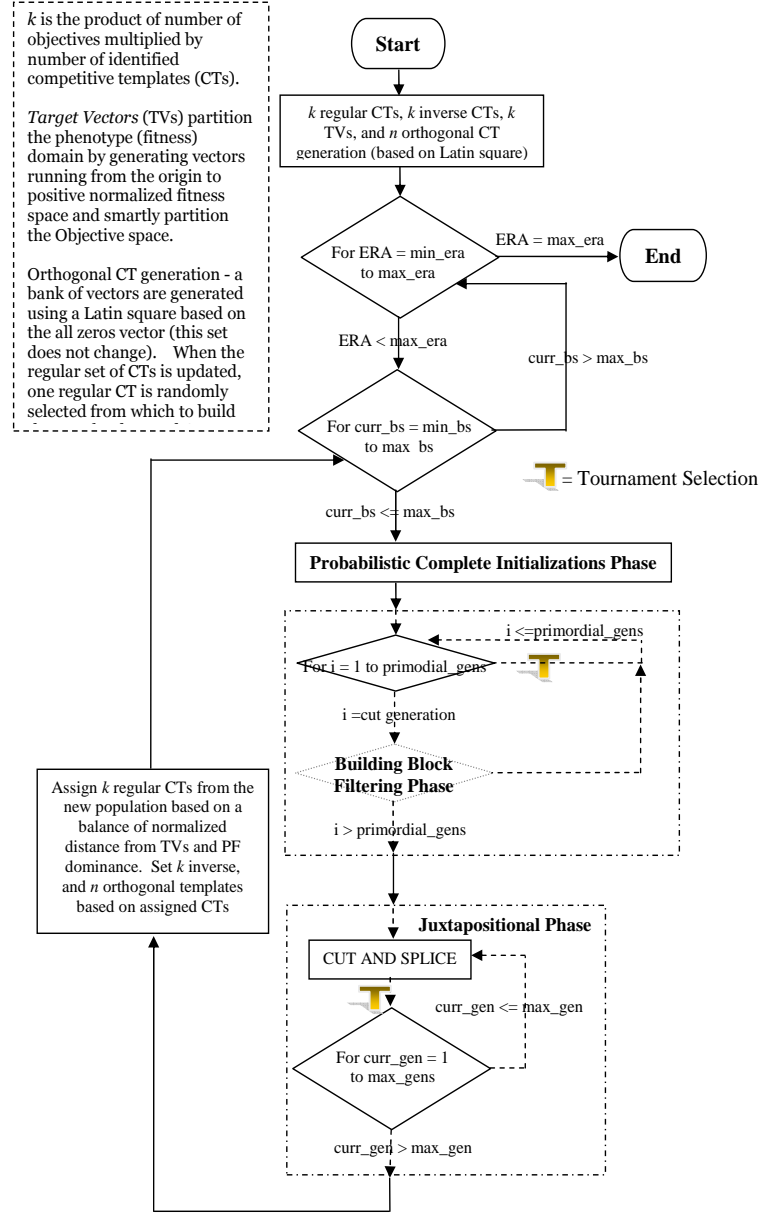 k is the product of number of
objectives multiplied by
number of identified
competitive templates (CTs).
Target Vectors (TVs) partition
the phenotype (fitness)
domain by generating vectors
running from the origin to
positive normalized fitness
space and smartly partition
the Objective space.
Orthogonal CT generation - a
bank of vectors are generated
using a Latin square based on
the all zeros vector (this set
does not change). When the
regular set of CTs is updated,
one regular CT is randomly
selected from which to build
Start
k regular CTs, k inverse CTs, k
TVs, and n orthogonal CT
generation (based on Latin square)
For ERA = min_era
to max_era
ERA = max_era
End
ERA < max_era
curr_bs > max_bs
For curr_bs = min_bs
to max_bs
T = Tournament Selection
curr_bs <= max_bs
Probabilistic Complete Initializations Phase
i <=primordial_gens
For i = 1 to primodial_gens
T
i =cut generation
Building Block
Filtering Phase
i > primordial_gens
Assign k regular CTs from the
new population based on a
balance of normalized
distance from TVs and PF
dominance. Set k inverse,
and n orthogonal templates
based on assigned CTs
Juxtapositional Phase
CUT AND SPLICE
T
curr_gen <= max_gen
For curr_gen = 1
to max_gens
curr_gen > max_gen